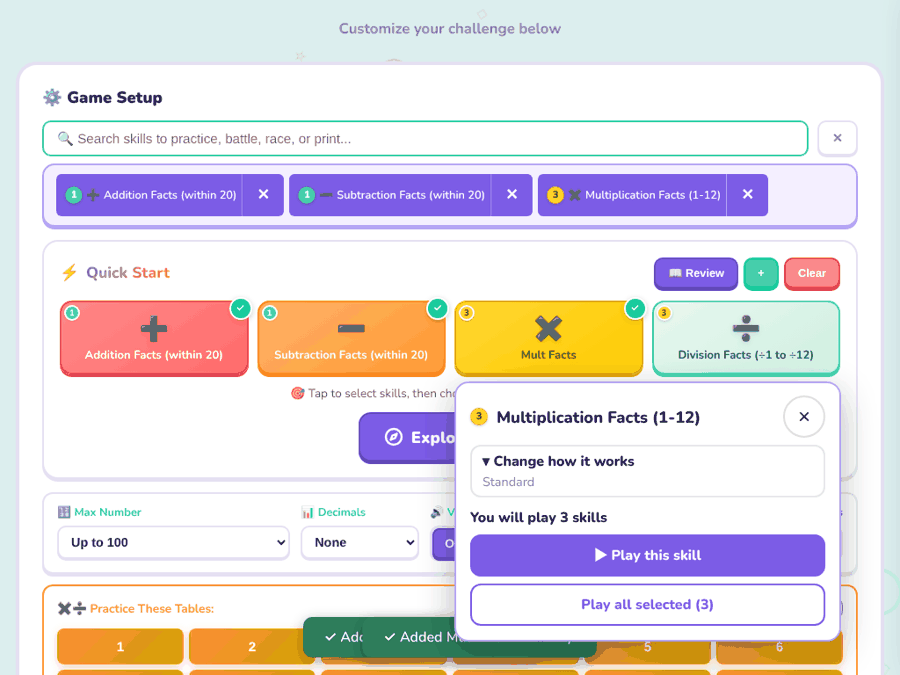 Customize your challenge below
⚙️ Game Setup
🔍 Search skills to practice, battle, race, or print...
✕
1 ➕ Addition Facts (within 20) ✕
1 ➖ Subtraction Facts (within 20) ✕
3 ✖ Multiplication Facts (1-12) ✕
⚡ Quick Start
📖 Review
+
Clear
1
Addition Facts (within 20)
1
Subtraction Facts (within 20)
3
Mult Facts
3
Division Facts (÷1 to ÷12)
🎯 Tap to select skills, then
🔢 Max Number
Up to 100
📊 Decimals
None
✖➗ Practice These Tables:
1
2
5
6
3 Multiplication Facts (1-12) ✕
▾ Change how it works
Standard
You will play 3 skills
▶ Play this skill
Play all selected (3)
✓ Added